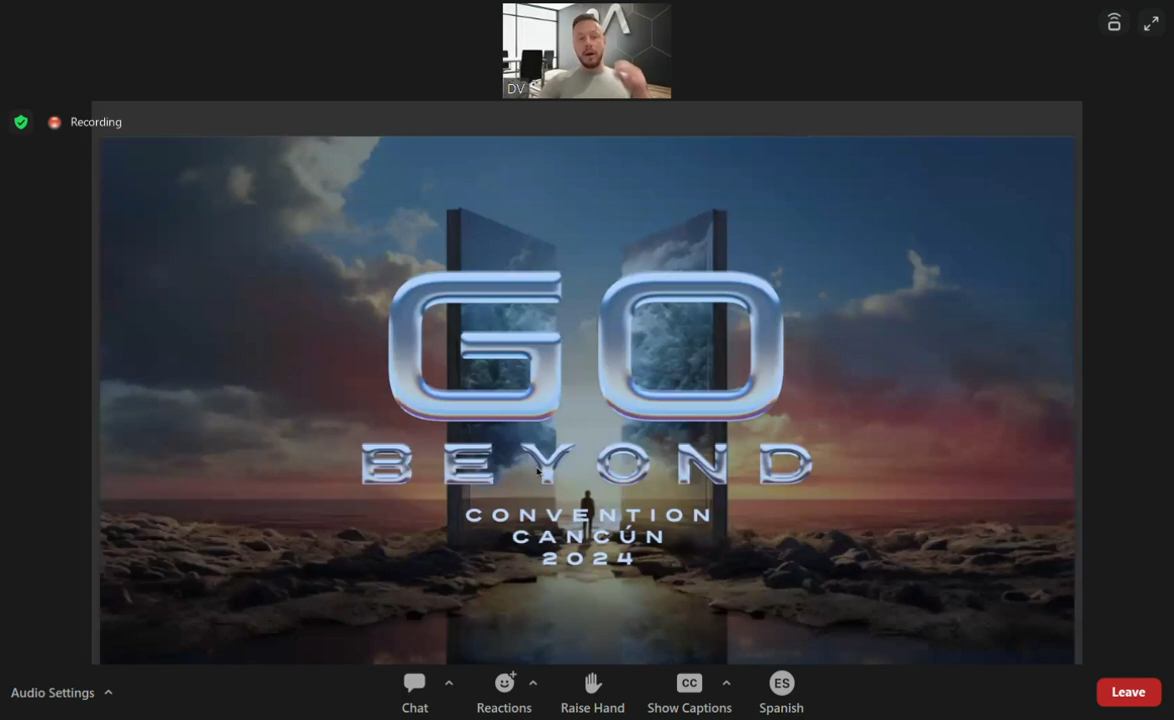 DV
Recording
GO
BEYOND
CONVENTION
CANCÚN
2024
Audio Settings
Chat
Reactions
Raise Hand
CC
Show Captions
ES
Spanish
Leave